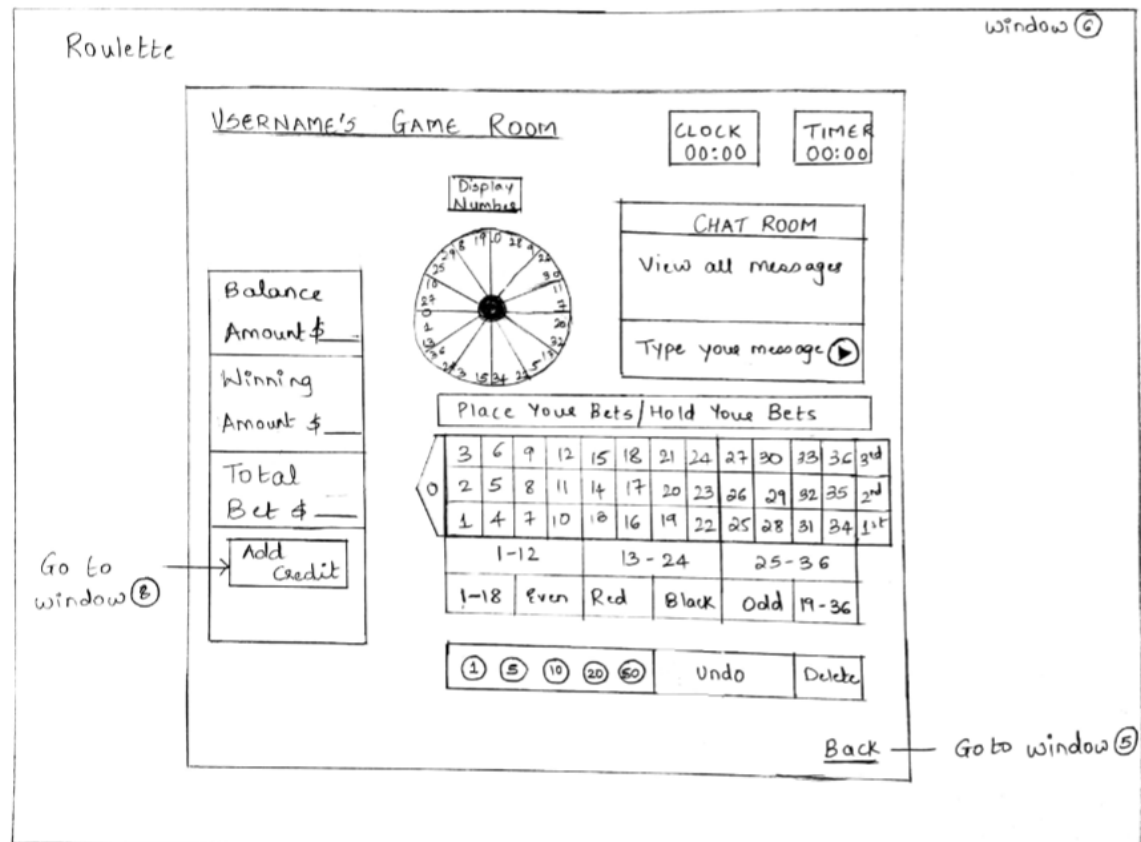 window 6
Roulette
USERNAME'S GAME ROOM
CLOCK
00:00
TIMER
00:00
Display
Number
CHAT ROOM
View all messages
Type your message
Balance
Amount $
Winning
Amount $
Total
Bet $
Add
Credit
Go to
window 8
Place Your Bets/Hold Your Bets
3 6 9 12 15 18 21 24 27 30 33 36 3rd
0
2 5 8 11 14 17 20 23 26 29 32 35 2nd
1 4 7 10 13 16 19 22 25 28 31 34 1st
1-12 13-24 25-36
1-18 Even Red Black Odd 19-36
1 5 10 20 50 Undo Delete
Back
Go to window 5